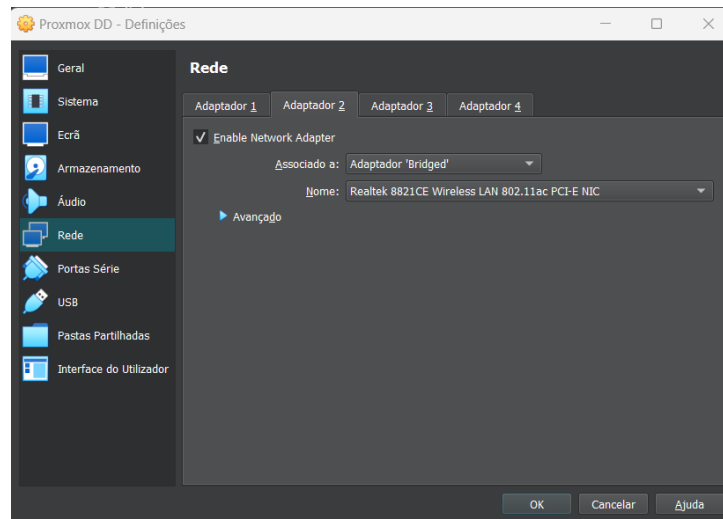 Proxmox DD - Definições
Geral
Sistema
Ecrã
Armazenamento
Áudio
Rede
Portas Série
USB
Pastas Partilhadas
Interface do Utilizador
Rede
Adaptador 1 Adaptador 2 Adaptador 3 Adaptador 4
Enable Network Adapter
Associado a: Adaptador 'Bridged'
Nome: Realtek 8821CE Wireless LAN 802.11ac PCI-E NIC
Avançado
OK Cancelar Ajuda